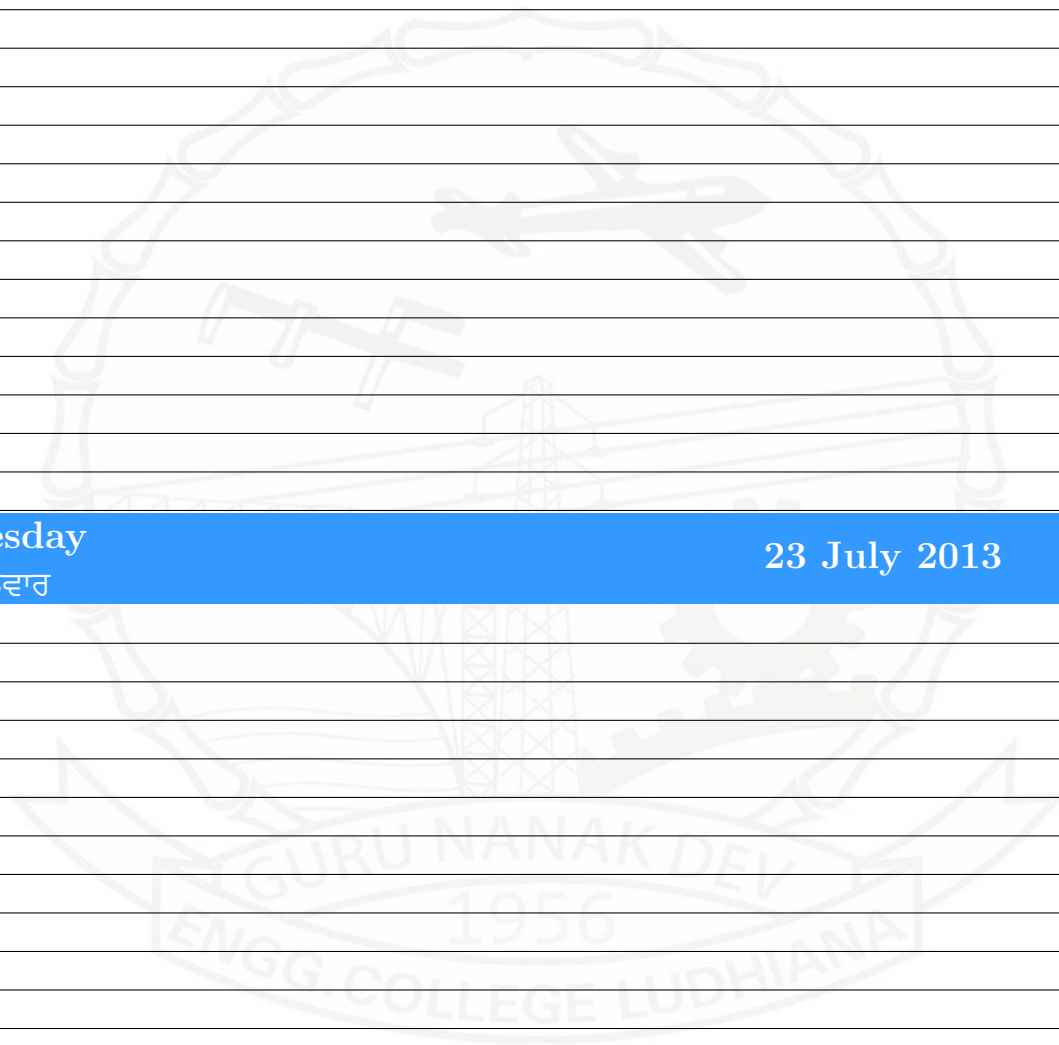 esday 23 July 2013
ਵਾਰ
GURU NANAK DEV
1956
ENGG. COLLEGE LUDHIANA